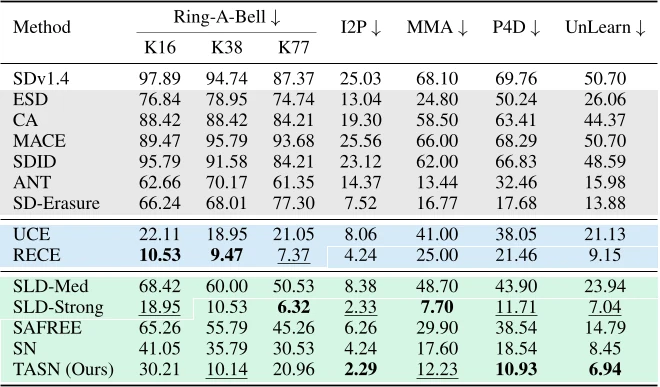 Method Ring-A-Bell ↓ I2P ↓ MMA ↓ P4D ↓ UnLearn ↓
K16 K38 K77
SDv1.4 97.89 94.74 87.37 25.03 68.10 69.76 50.70
ESD 76.84 78.95 74.74 13.04 24.80 50.24 26.06
CA 88.42 88.42 84.21 19.30 58.50 63.41 44.37
MACE 89.47 95.79 93.68 25.56 66.00 68.29 50.70
SDID 95.79 91.58 84.21 23.12 62.00 66.83 48.59
ANT 62.66 70.17 61.35 14.37 13.44 32.46 15.98
SD-Erasure 66.24 68.01 77.30 7.52 16.77 17.68 13.88
UCE 22.11 18.95 21.05 8.06 41.00 38.05 21.13
RECE 10.53 9.47 7.37 4.24 25.00 21.46 9.15
SLD-Med 68.42 60.00 50.53 8.38 48.70 43.90 23.94
SLD-Strong 18.95 10.53 6.32 2.33 7.70 11.71 7.04
SAFREE 65.26 55.79 45.26 6.26 29.90 38.54 14.79
SN 41.05 35.79 30.53 4.24 17.60 18.54 8.45
TASN (Ours) 30.21 10.14 20.96 2.29 12.23 10.93 6.94